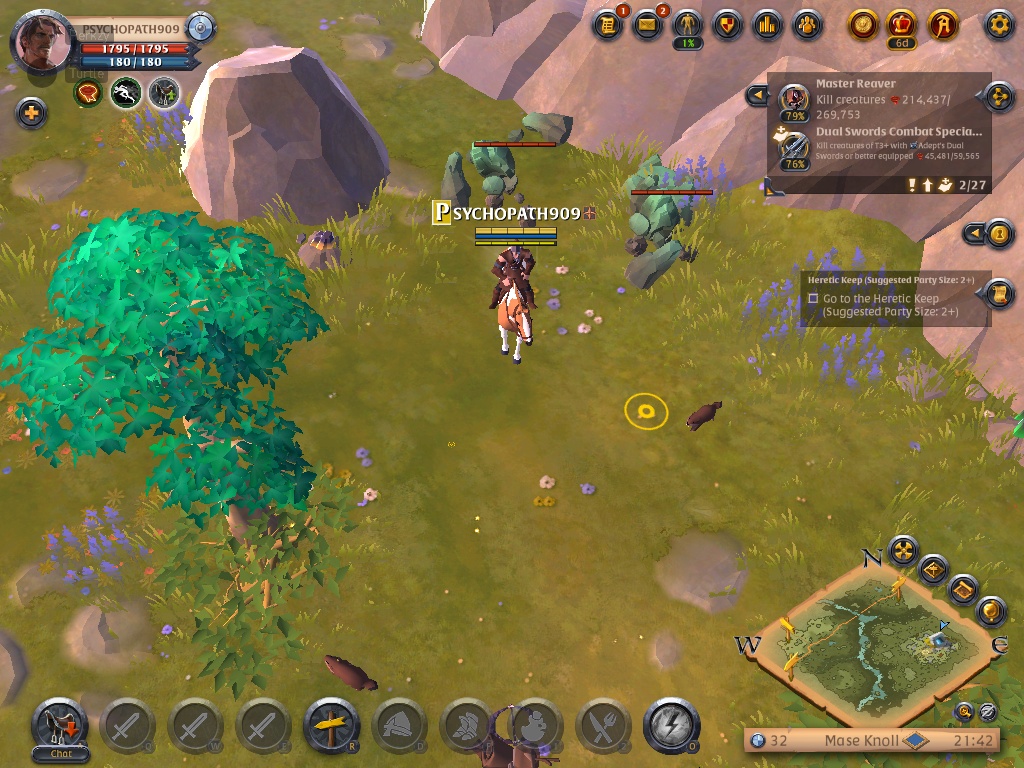 PSYCHOPATH909
1795 / 1795
180 / 180
Turtle
1
2
1%
6d
Master Reaver
Kill creatures 214,437/
269,753
79%
Dual Swords Combat Specia...
Kill creatures of T3+ with Adept's Dual
Swords or better equipped 45,481/59,565
76%
2/27
PSYCHOPATH909
Heretic Keep (Suggested Party Size: 2+)
Go to the Heretic Keep
(Suggested Party Size: 2+)
N
W
E
Chat
Q
W
E
R
D
O
32
Mase Knoll
21:42